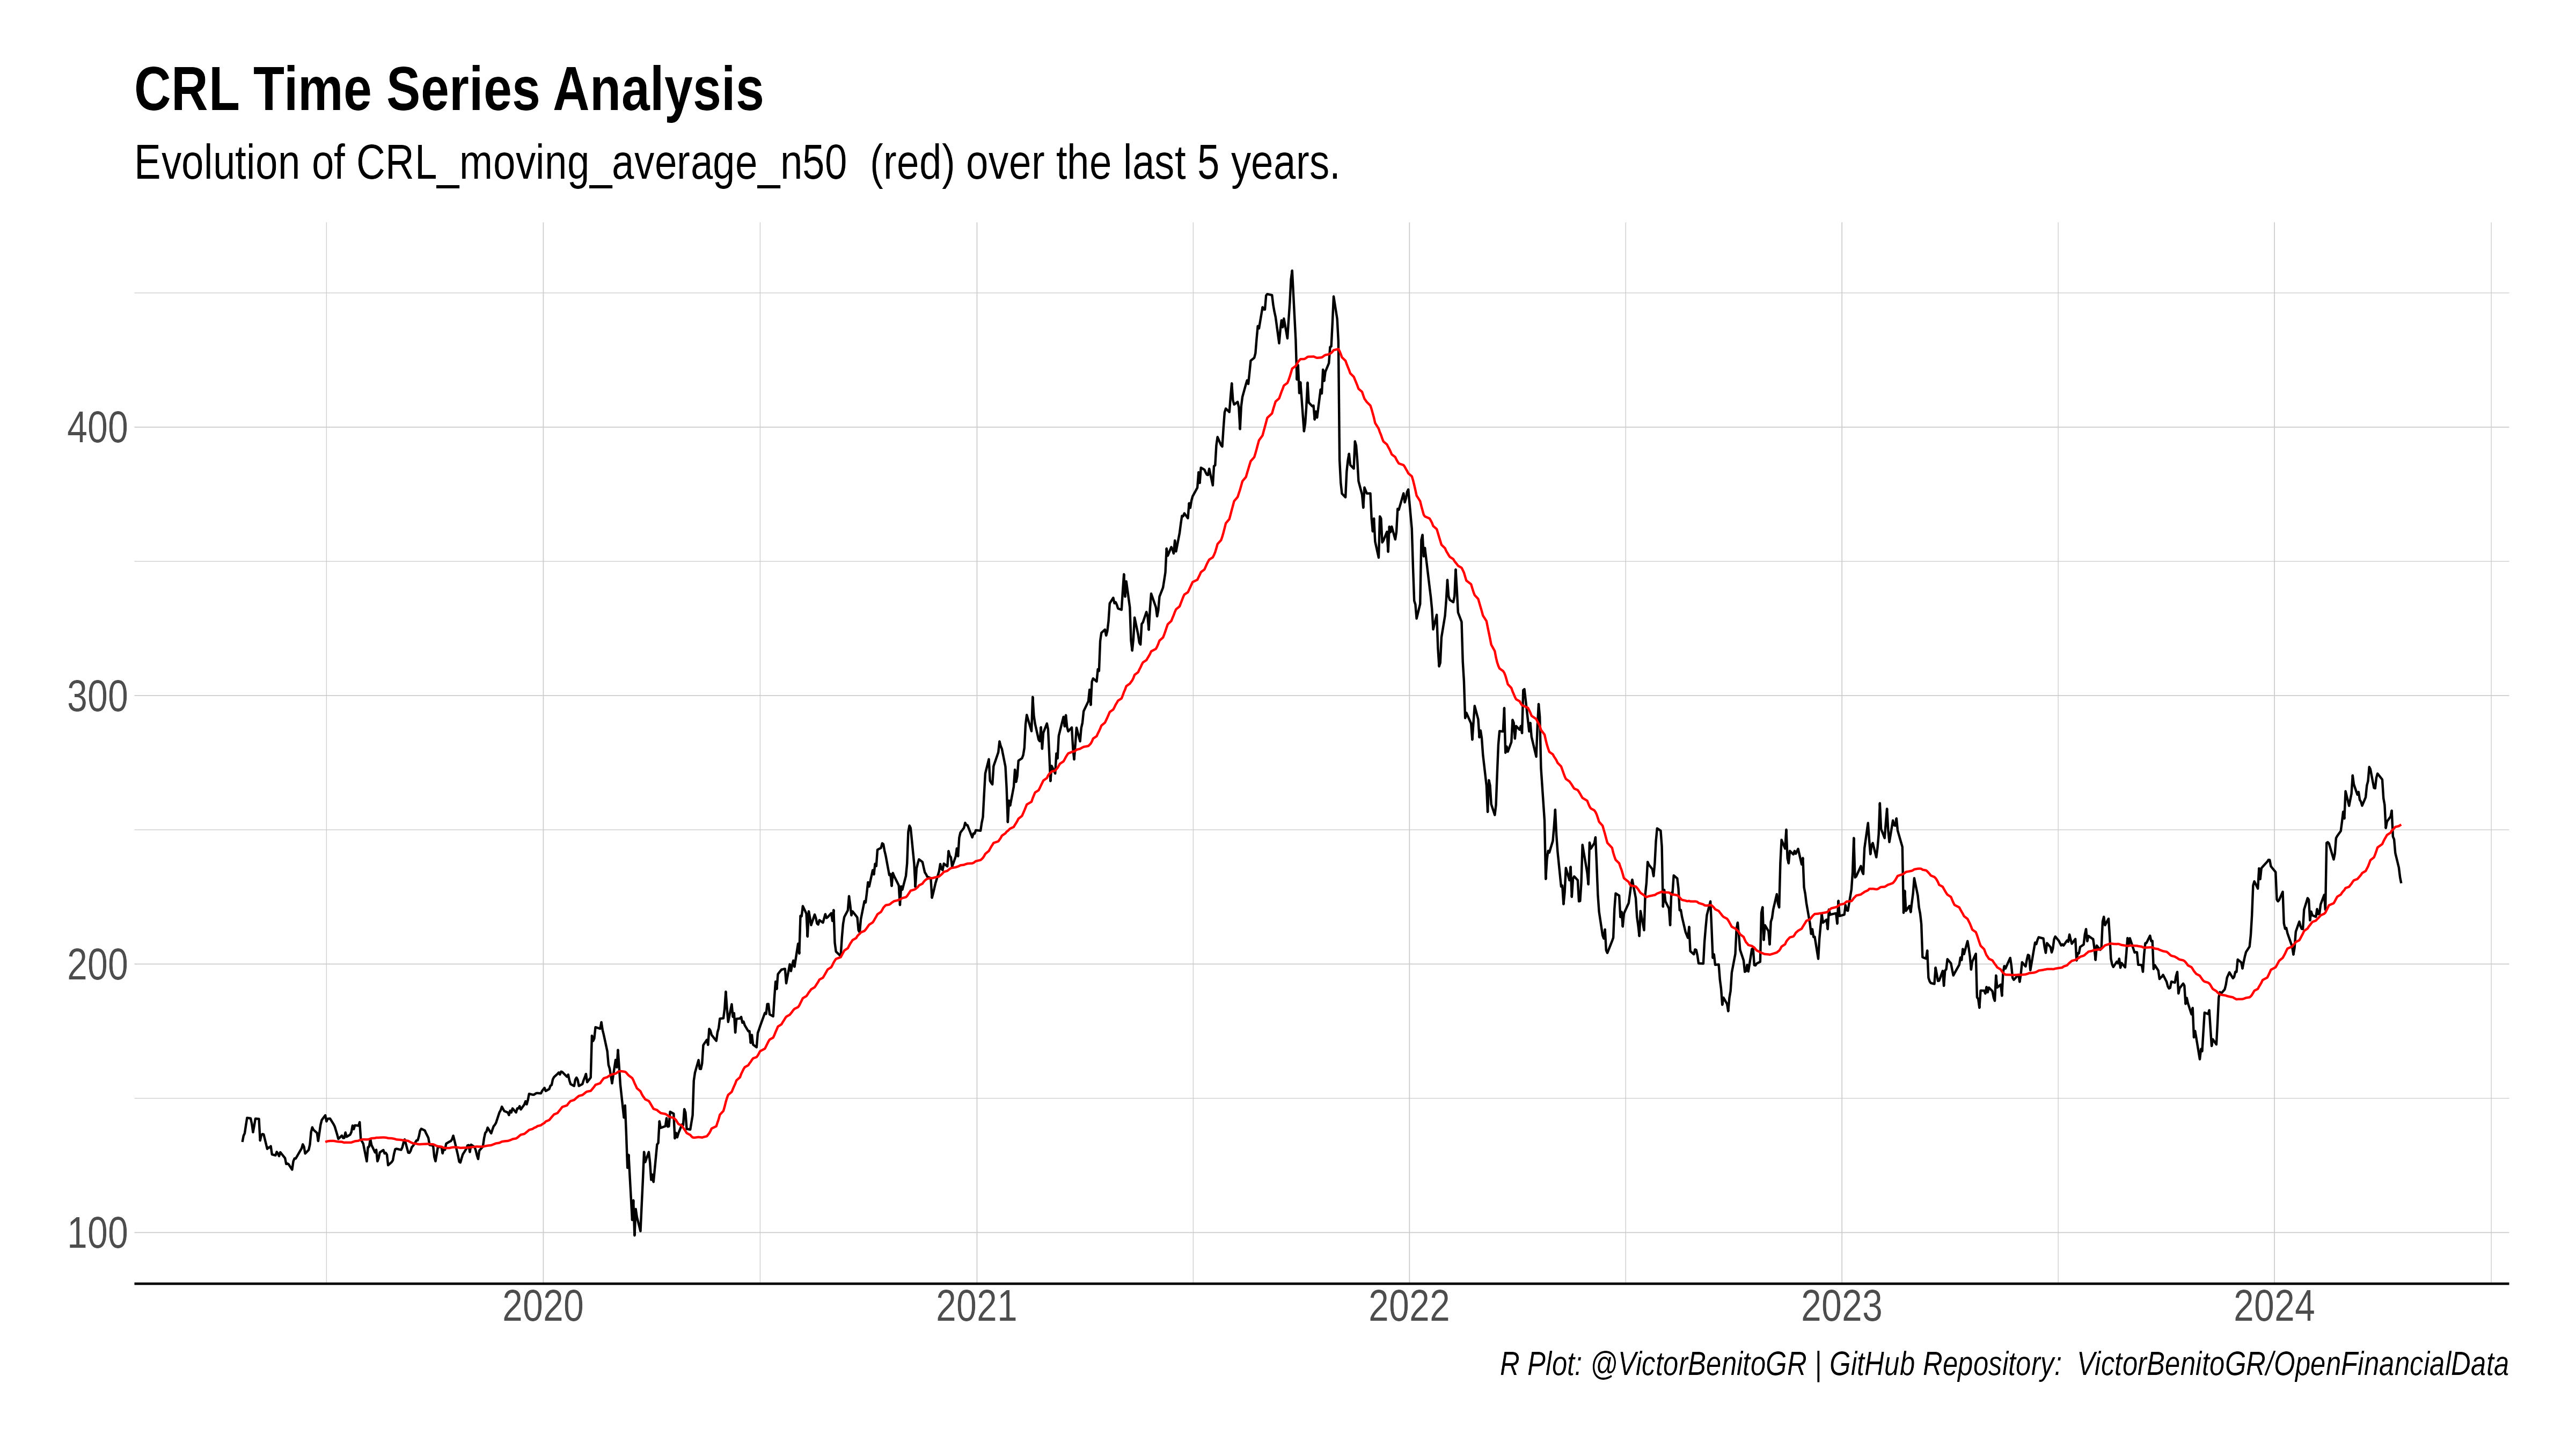 CRL Time Series Analysis
Evolution of CRL_moving_average_n50  (red) over the last 5 years.
400
300
200
100
2020 2021 2022 2023 2024
R Plot: @VictorBenitoGR | GitHub Repository:  VictorBenitoGR/OpenFinancialData